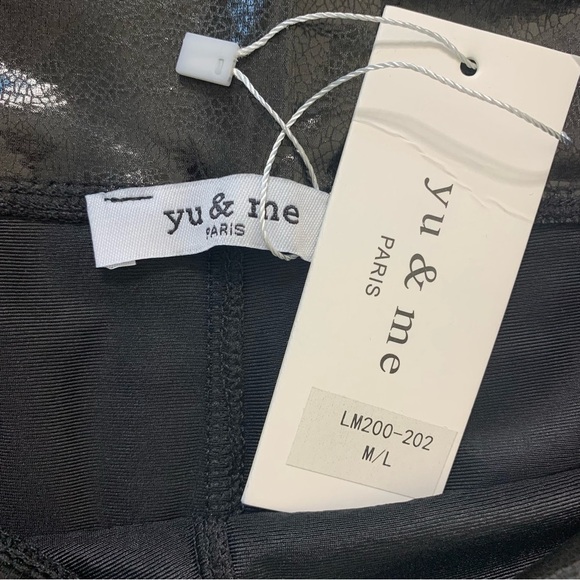 yu & me
PARIS
yu & me
PARIS
LM200-202
M/L